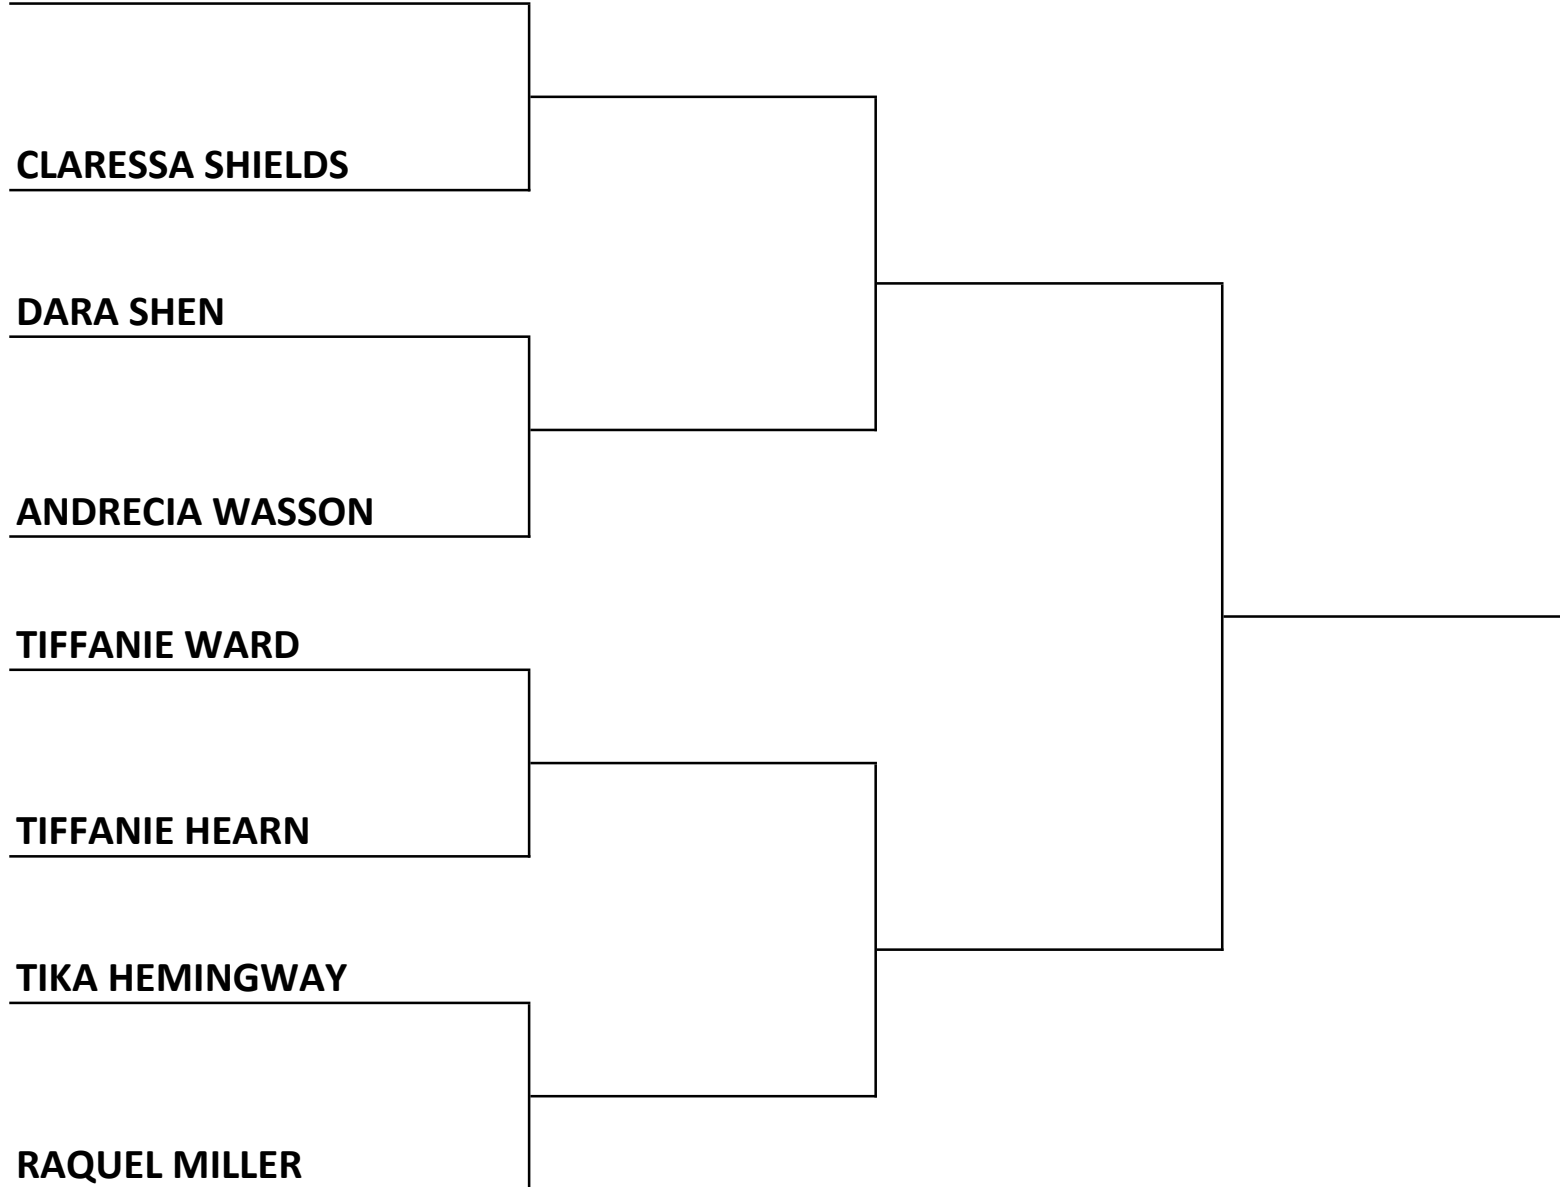 CLARESSA SHIELDS
DARA SHEN
ANDRECIA WASSON
TIFFANIE WARD
TIFFANIE HEARN
TIKA HEMINGWAY
RAQUEL MILLER